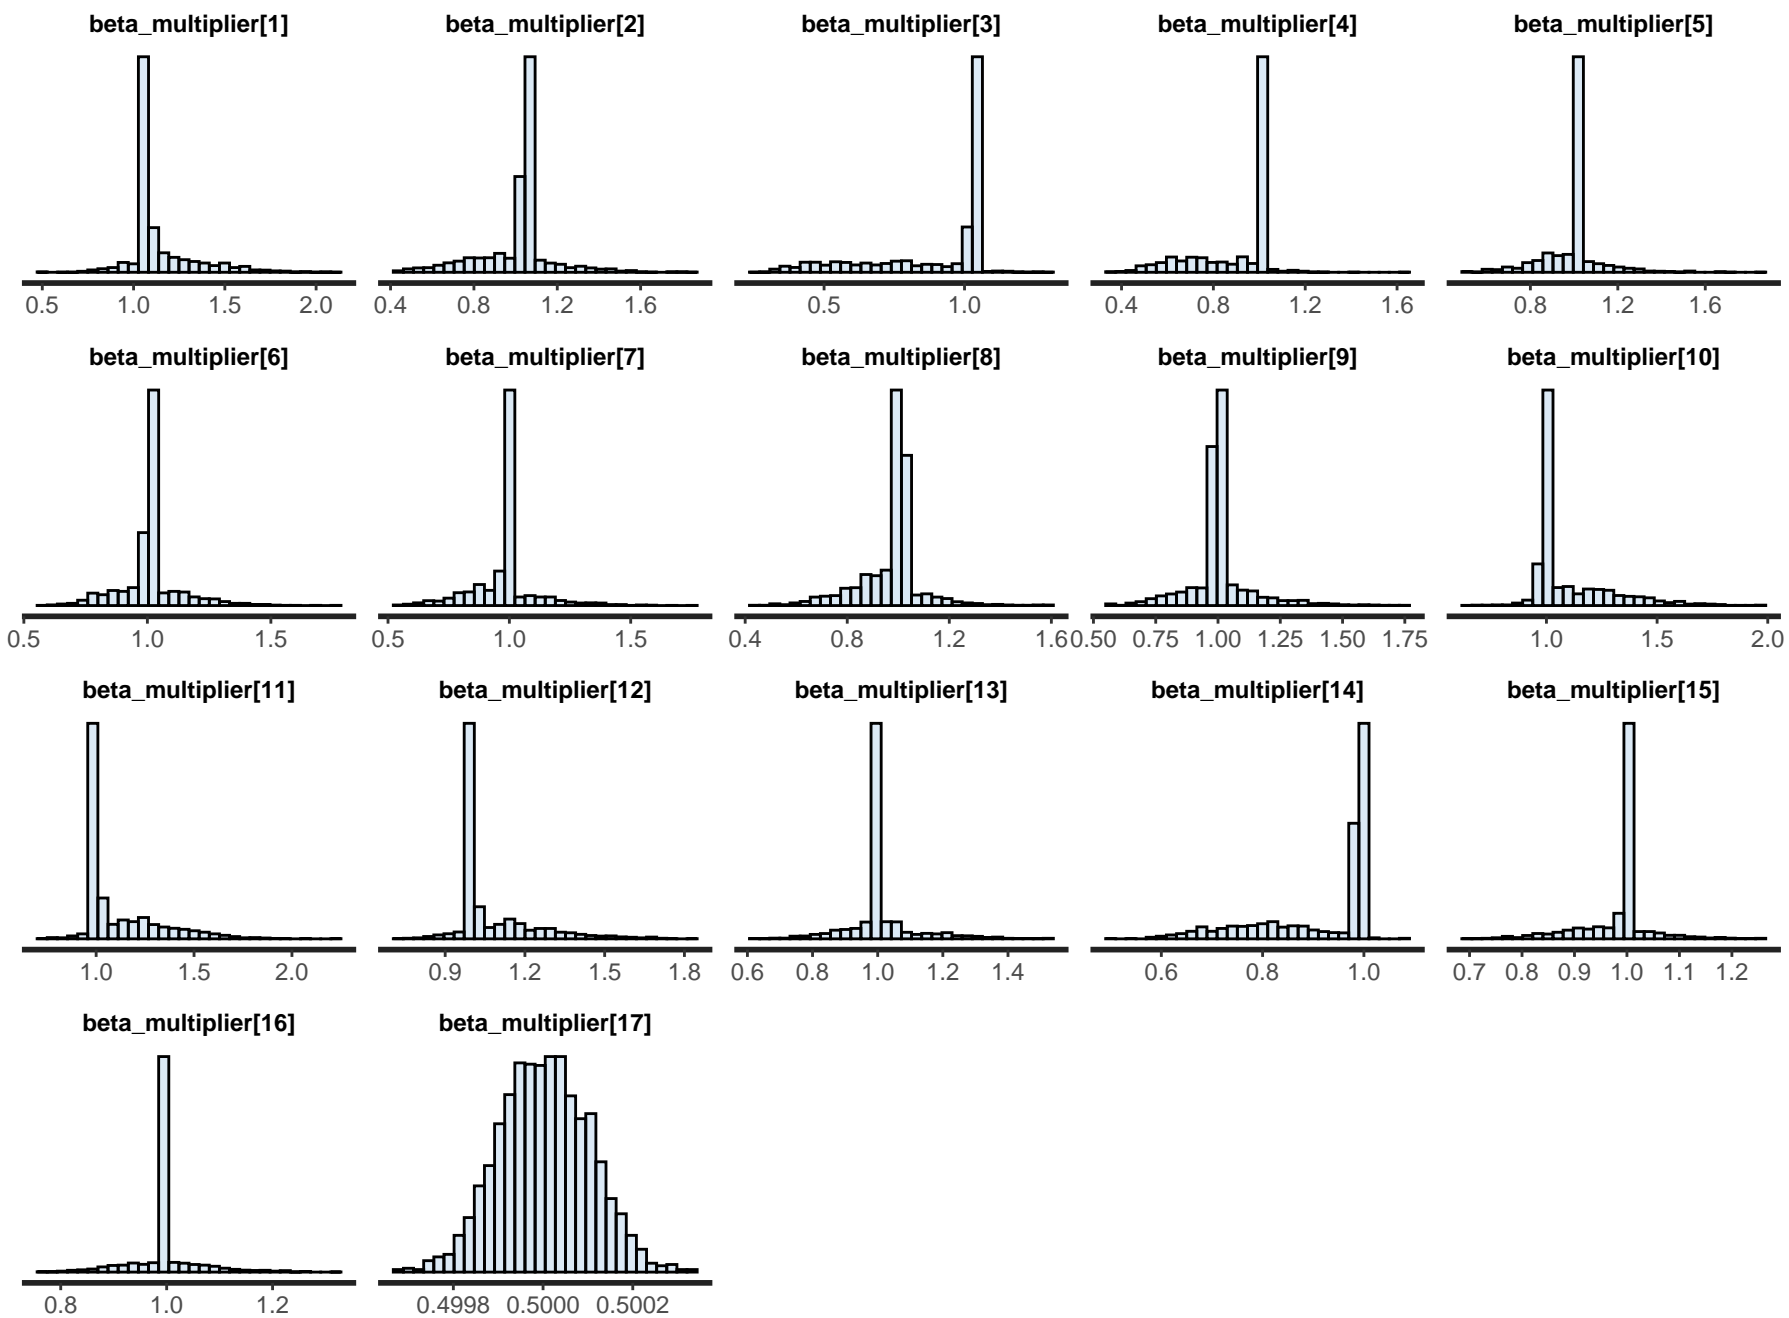 beta_multiplier[1] beta_multiplier[2] beta_multiplier[3] beta_multiplier[4] beta_multiplier[5]
0.5 1.0 1.5 2.0 0.4 0.8 1.2 1.6 0.5 1.0 0.4 0.8 1.2 1.6 0.8 1.2 1.6
beta_multiplier[6] beta_multiplier[7] beta_multiplier[8] beta_multiplier[9] beta_multiplier[10]
0.5 1.0 1.5 0.5 1.0 1.5 0.4 0.8 1.2 1.6 0.50 0.75 1.00 1.25 1.50 1.75 1.0 1.5 2.0
beta_multiplier[11] beta_multiplier[12] beta_multiplier[13] beta_multiplier[14] beta_multiplier[15]
1.0 1.5 2.0 0.9 1.2 1.5 1.8 0.6 0.8 1.0 1.2 1.4 0.6 0.8 1.0 0.7 0.8 0.9 1.0 1.1 1.2
beta_multiplier[16] beta_multiplier[17]
0.8 1.0 1.2 0.4998 0.5000 0.5002